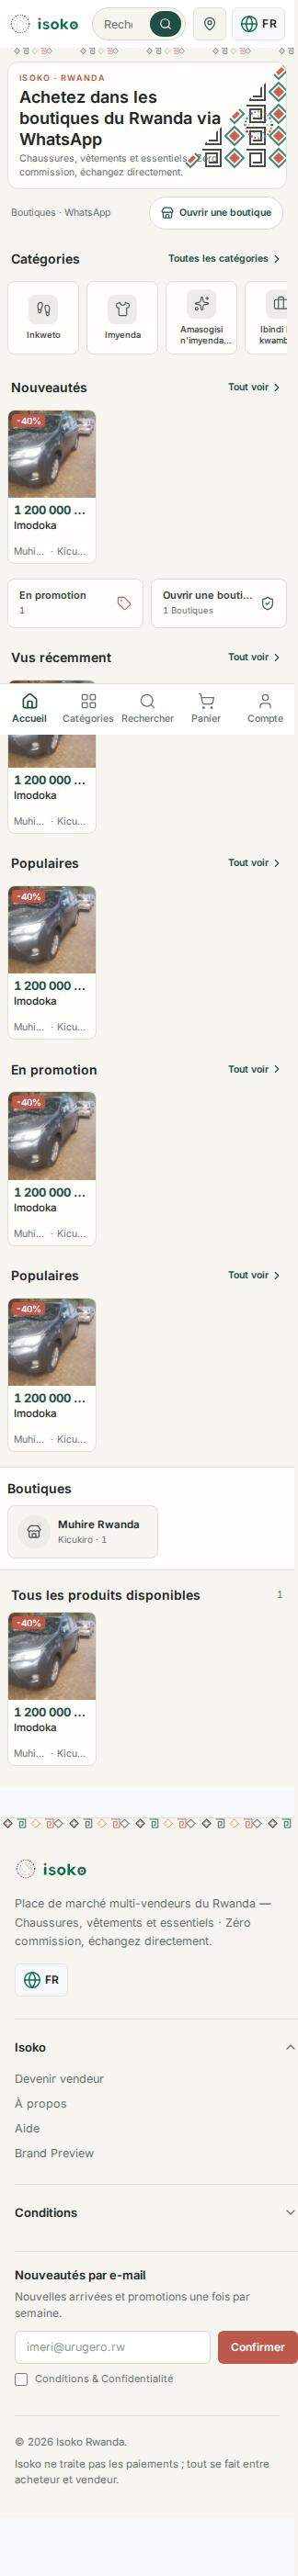 isoko
Reche
FR
ISOKO · RWANDA
Achetez dans les
boutiques du Rwanda via
WhatsApp
Chaussures, vêtements et essentiels · Zéro
commission, échangez directement.
Boutiques · WhatsApp
Ouvrir une boutique
Catégories
Toutes les catégories
Inkweto
Imyenda
Amasogisi
n'imyenda...
Ibindi
kwamb
Nouveautés
Tout voir
-40%
1 200 000 ...
Imodoka
Muhi... · Kicu...
En promotion
1
Ouvrir une bouti...
1 Boutiques
Vus récemment
Tout voir
Accueil
Catégories
Rechercher
Panier
Compte
1 200 000 ...
Imodoka
Muhi... · Kicu...
Populaires
Tout voir
-40%
1 200 000 ...
Imodoka
Muhi... · Kicu...
En promotion
Tout voir
-40%
1 200 000 ...
Imodoka
Muhi... · Kicu...
Populaires
Tout voir
-40%
1 200 000 ...
Imodoka
Muhi... · Kicu...
Boutiques
Muhire Rwanda
Kicukiro · 1
Tous les produits disponibles
1
-40%
1 200 000 ...
Imodoka
Muhi... · Kicu...
isoko
Place de marché multi-vendeurs du Rwanda —
Chaussures, vêtements et essentiels · Zéro
commission, échangez directement.
FR
Isoko
Devenir vendeur
À propos
Aide
Brand Preview
Conditions
Nouveautés par e-mail
Nouvelles arrivées et promotions une fois par
semaine.
imeri@urugero.rw
Confirmer
Conditions & Confidentialité
© 2026 Isoko Rwanda.
Isoko ne traite pas les paiements ; tout se fait entre
acheteur et vendeur.